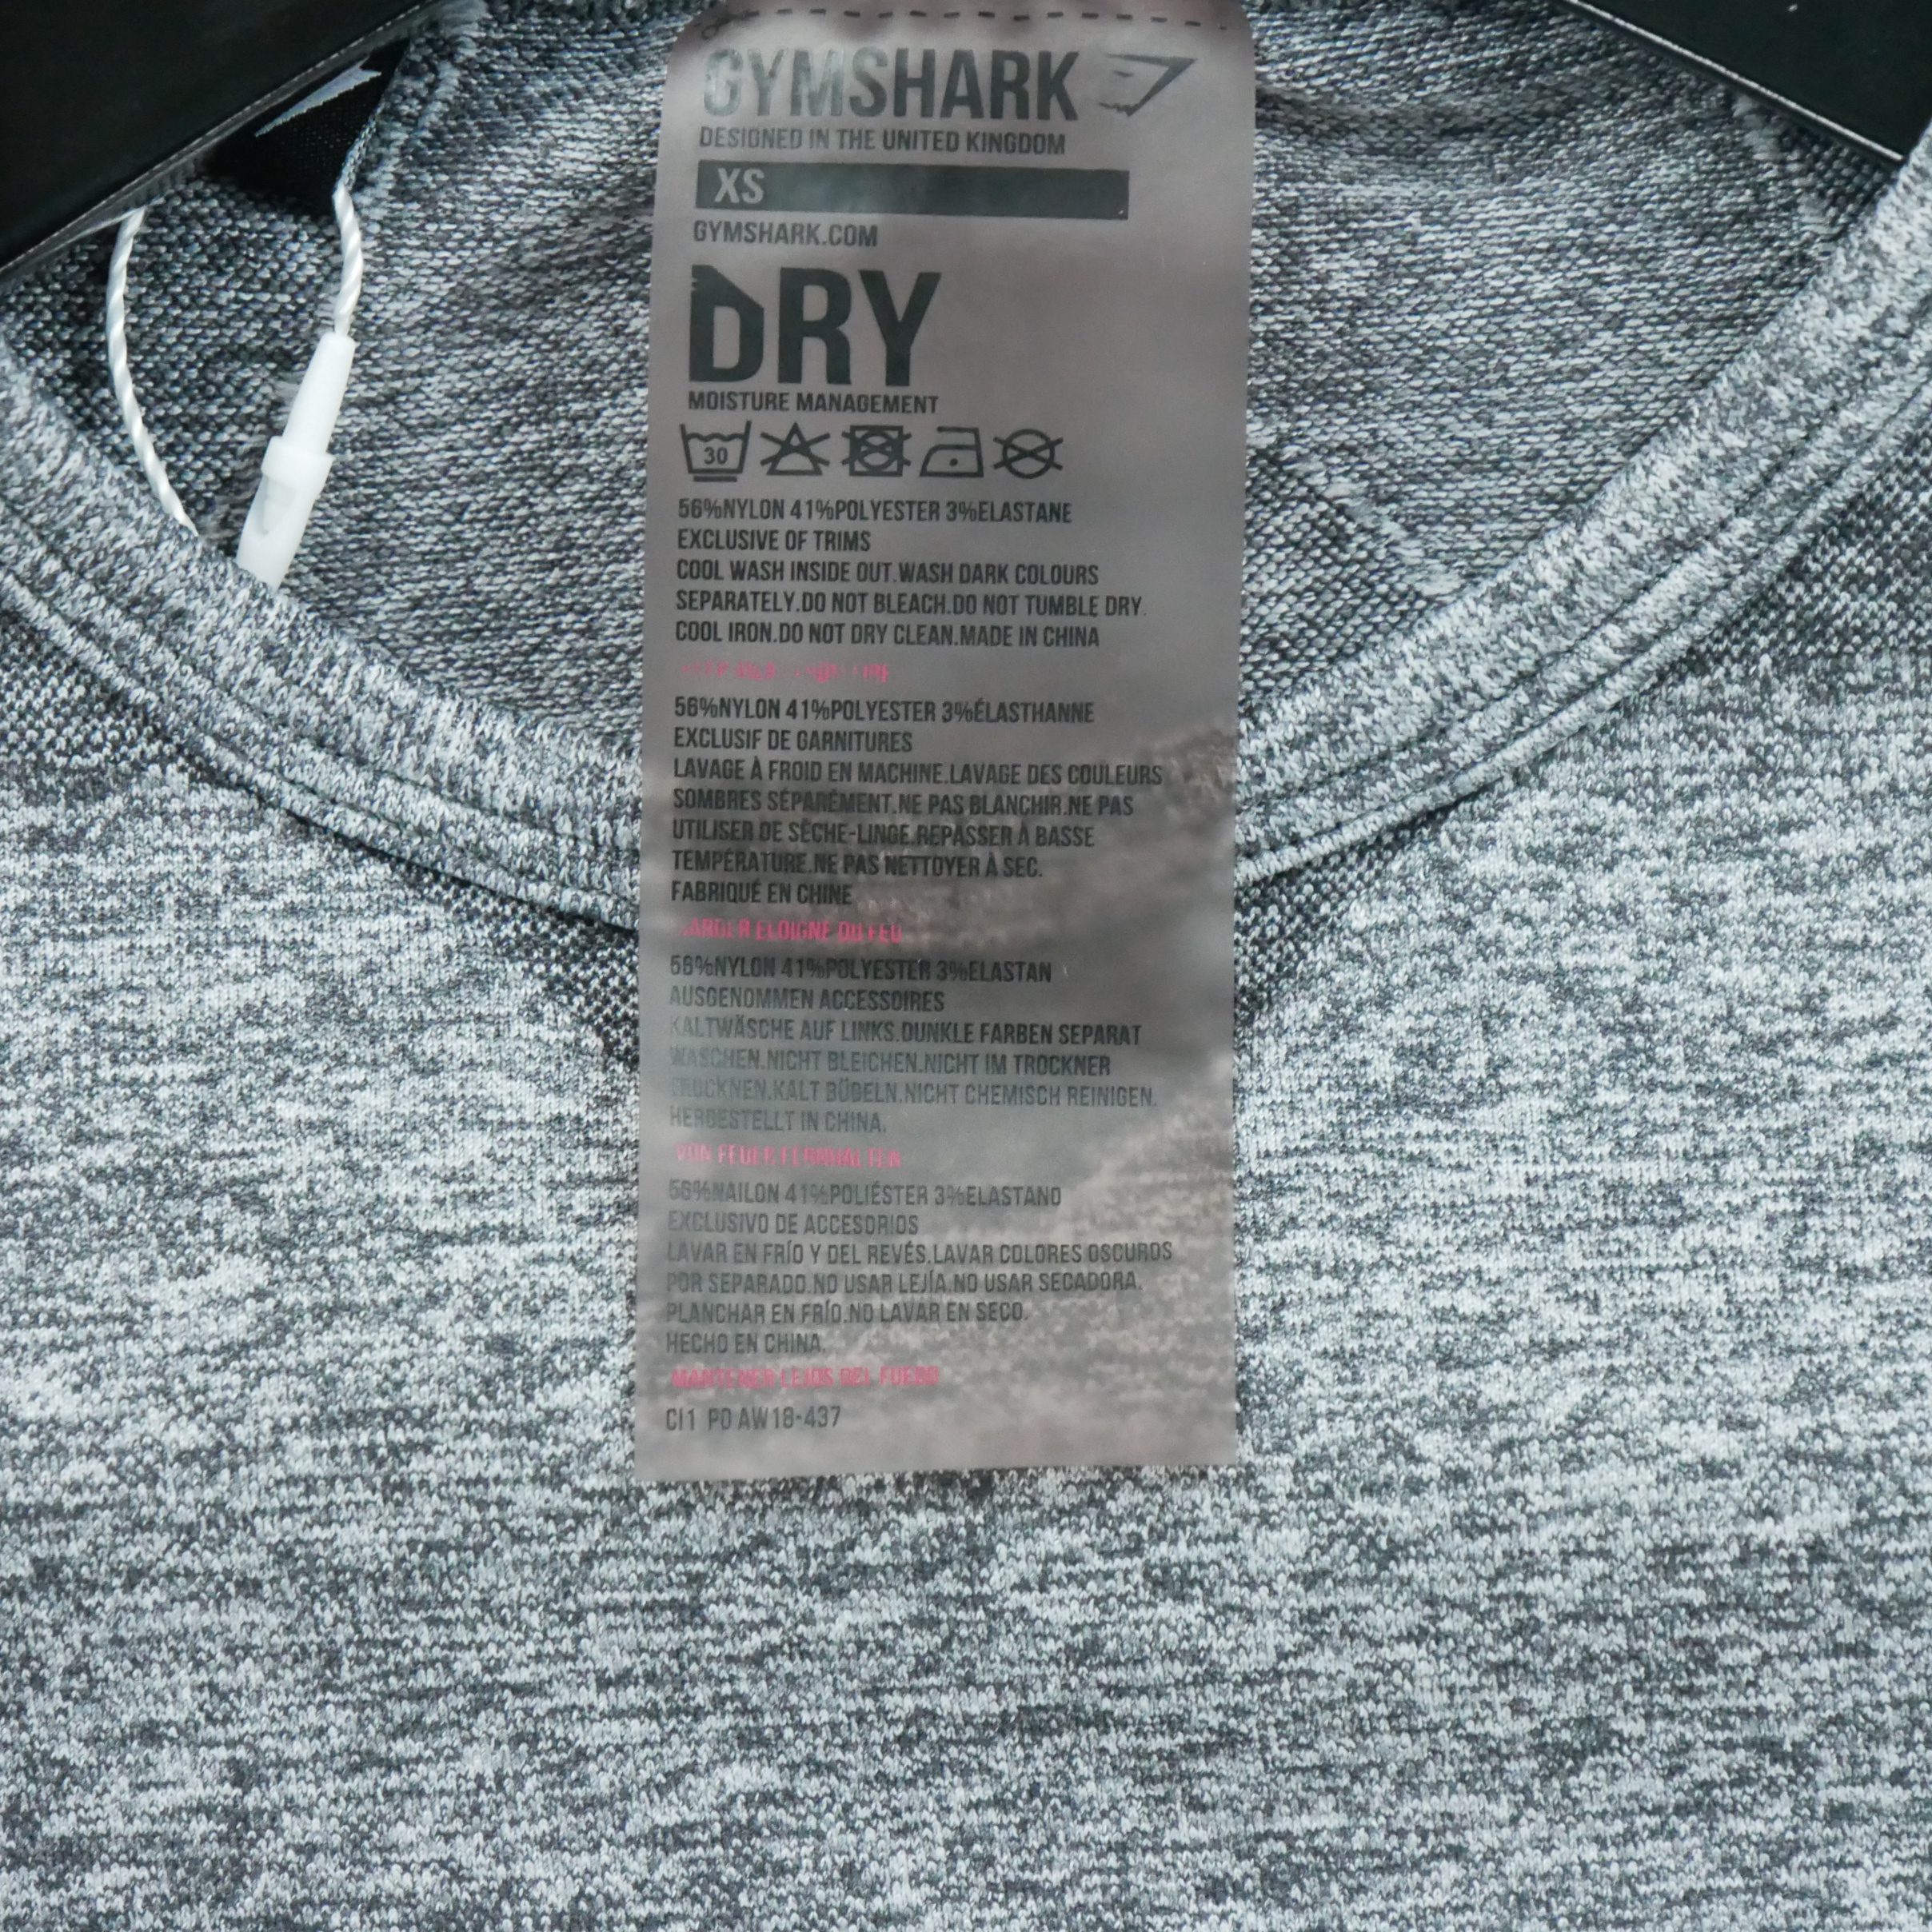 GYMSHARK
DESIGNED IN THE UNITED KINGDOM
XS
GYMSHARK.COM
DRY
MOISTURE MANAGEMENT
30
56%NYLON 41%POLYESTER 3%ELASTANE
EXCLUSIVE OF TRIMS
COOL WASH INSIDE OUT.WASH DARK COLOURS
SEPARATELY.DO NOT BLEACH.DO NOT TUMBLE DRY.
COOL IRON.DO NOT DRY CLEAN.MADE IN CHINA
56%NYLON 41%POLYESTER 3%ÉLASTHANNE
EXCLUSIF DE GARNITURES
LAVAGE À FROID EN MACHINE.LAVAGE DES COULEURS
SOMBRES SÉPARÉMENT.NE PAS BLANCHIR.NE PAS
UTILISER DE SÈCHE-LINGE.REPASSER À BASSE
TEMPÉRATURE.NE PAS NETTOYER À SEC.
FABRIQUÉ EN CHINE
ELOIGNE DU FEU
56%NYLON 41%POLYESTER 3%ELASTAN
AUSGENOMMEN ACCESSOIRES
KALTWÄSCHE AUF LINKS.DUNKLE FARBEN SEPARAT
WASCHEN.NICHT BLEICHEN.NICHT IM TROCKNER
TROCKNEN.KALT BÜGELN.NICHT CHEMISCH REINIGEN.
HERGESTELLT IN CHINA.
VON FEUER FERNHALTEN
56%NAILON 41%POLIÉSTER 3%ELASTANO
EXCLUSIVO DE ACCESORIOS
LAVAR EN FRÍO Y DEL REVÉS.LAVAR COLORES OSCUROS
POR SEPARADO.NO USAR LEJÍA.NO USAR SECADORA.
PLANCHAR EN FRÍO.NO LAVAR EN SECO.
HECHO EN CHINA.
MANTENER LEJOS DEL FUEGO
CI1 PO AW18-437